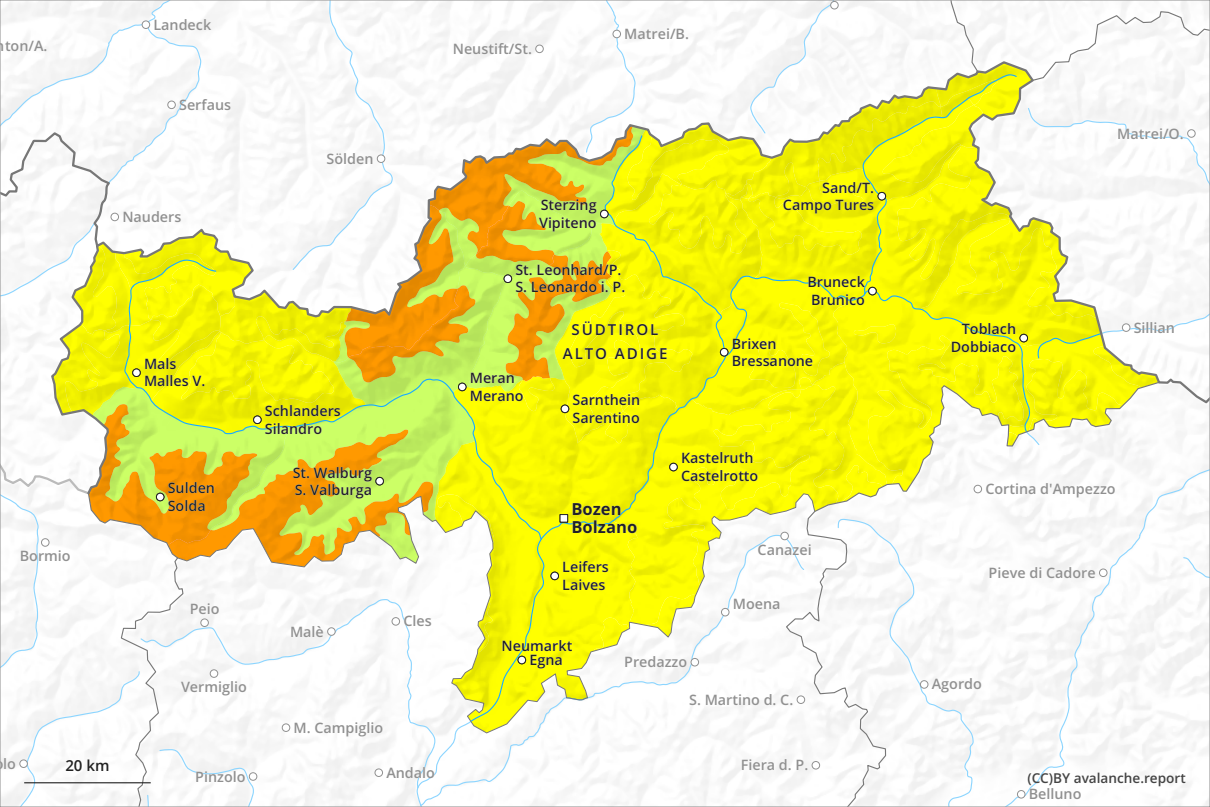 Landeck
nton/A.
Neustift/St.
Matrei/B.
Serfaus
Matrei/O.
Sölden
Sand/T.
Campo Tures
Nauders
Sterzing
Vipiteno
St. Leonhard/P.
S. Leonardo i. P.
Bruneck
Brunico
SÜDTIROL
ALTO ADIGE
Toblach
Dobbiaco
Sillian
Brixen
Bressanone
Mals
Malles V.
Meran
Merano
Schlanders
Silandro
Sarnthein
Sarentino
Kastelruth
Castelrotto
St. Walburg
S. Valburga
Sulden
Solda
Cortina d'Ampezzo
Bozen
Bolzano
Bormio
Canazei
Leifers
Laives
Pieve di Cadore
Peio
Moena
Malè
Cles
Neumarkt
Egna
Predazzo
Vermiglio
Agordo
S. Martino d. C.
M. Campiglio
olo
20 km
Pinzolo
Andalo
Fiera d. P.
(CC)BY avalanche.report
Belluno